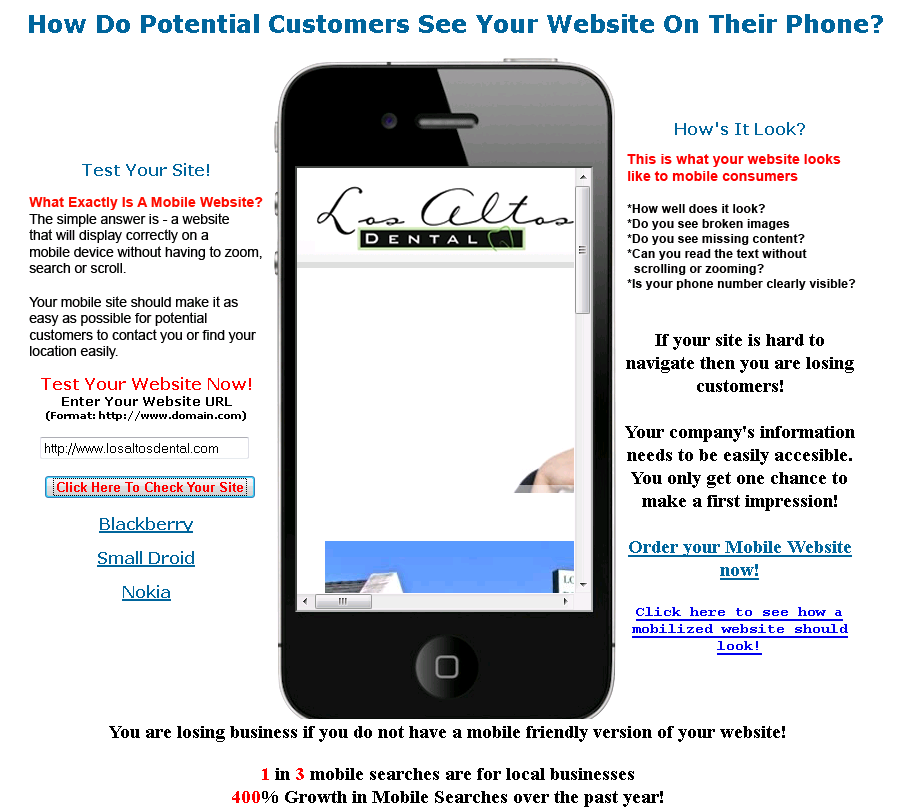 How Do Potential Customers See Your Website On Their Phone?
Test Your Site!
What Exactly Is A Mobile Website?
The simple answer is - a website
that will display correctly on a
mobile device without having to zoom,
search or scroll.
Your mobile site should make it as
easy as possible for potential
customers to contact you or find your
location easily.
Test Your Website Now!
Enter Your Website URL
(Format: http://www.domain.com)
http://www.losaltosdental.com
Click Here To Check Your Site
Blackberry
Small Droid
Nokia
Los Altos
DENTAL
LO
How's It Look?
This is what your website looks
like to mobile consumers
*How well does it look?
*Do you see broken images
*Do you see missing content?
*Can you read the text without
scrolling or zooming?
*Is your phone number clearly visible?
If your site is hard to
navigate then you are losing
customers!
Your company's information
needs to be easily accesible.
You only get one chance to
make a first impression!
Order your Mobile Website
now!
Click here to see how a
mobilized website should
look!
You are losing business if you do not have a mobile friendly version of your website!
1 in 3 mobile searches are for local businesses
400% Growth in Mobile Searches over the past year!